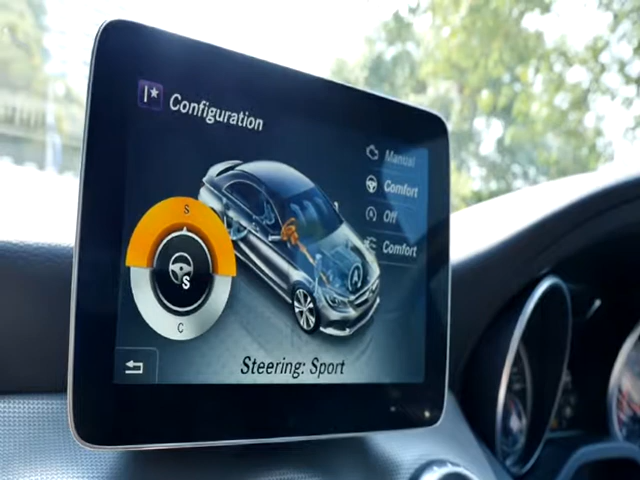 Configuration
Manual
Comfort
Off
Comfort
S
S
C
Steering: Sport